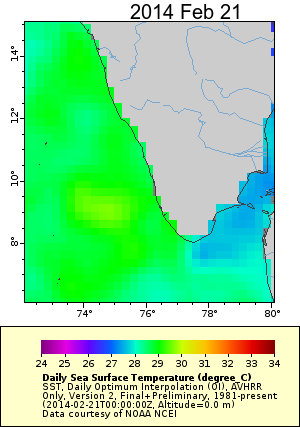 2014 Feb 21
14°
12°
10°
8°
74° 76° 78° 80°
24 25 26 27 28 29 30 31 32 33 34
Daily Sea Surface Temperature (degree_C)
SST, Daily Optimum Interpolation (OI), AVHRR
Only, Version 2, Final+Preliminary, 1981-present
(2014-02-21T00:00:00Z, Altitude=0.0 m)
Data courtesy of NOAA NCEI